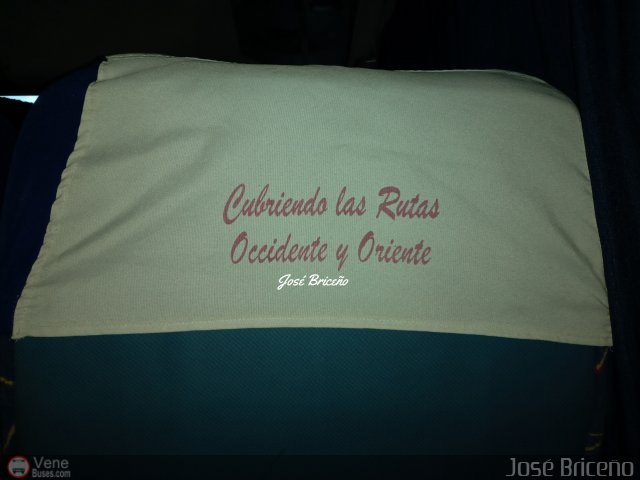 Cubriendo las Rutas
Occidente y Oriente
José Briceño
Vene
Buses.com
José Briceño